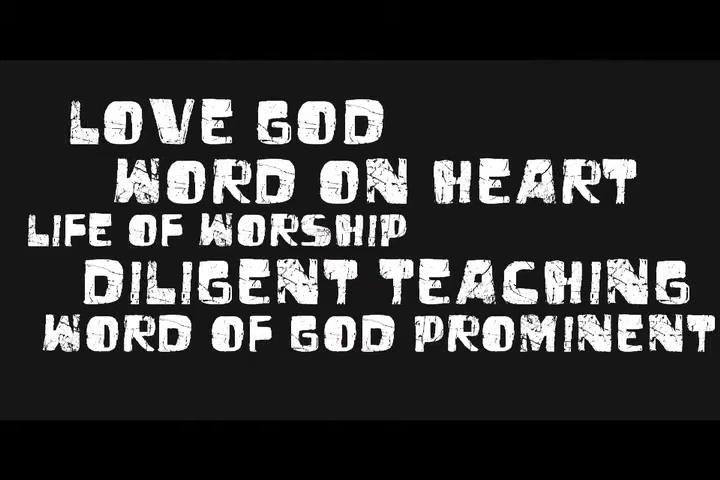 LOVE GOD
WORD ON HEART
LIFE OF WORSHIP
DILIGENT TEACHING
WORD OF GOD PROMINENT